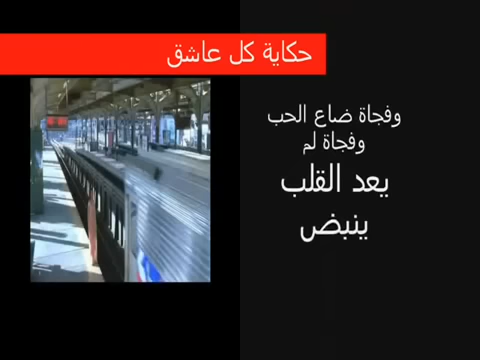 حكاية كل عاشق
وفجاة ضاع الحب
وفجاة لم
يعد القلب
ينبض